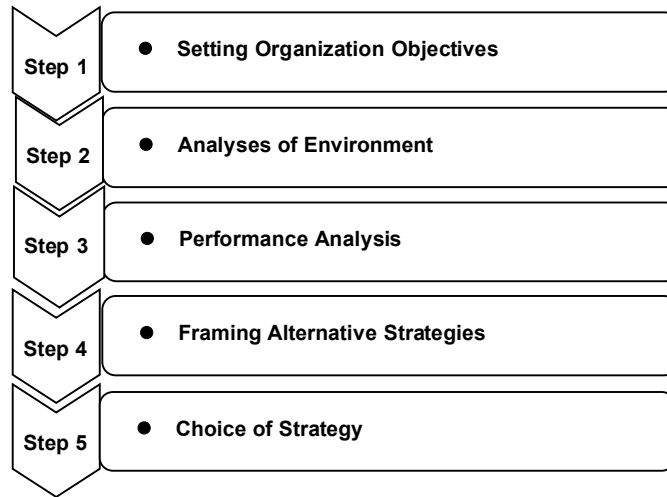 Step 1
● Setting Organization Objectives
Step 2
● Analyses of Environment
Step 3
● Performance Analysis
Step 4
● Framing Alternative Strategies
Step 5
● Choice of Strategy